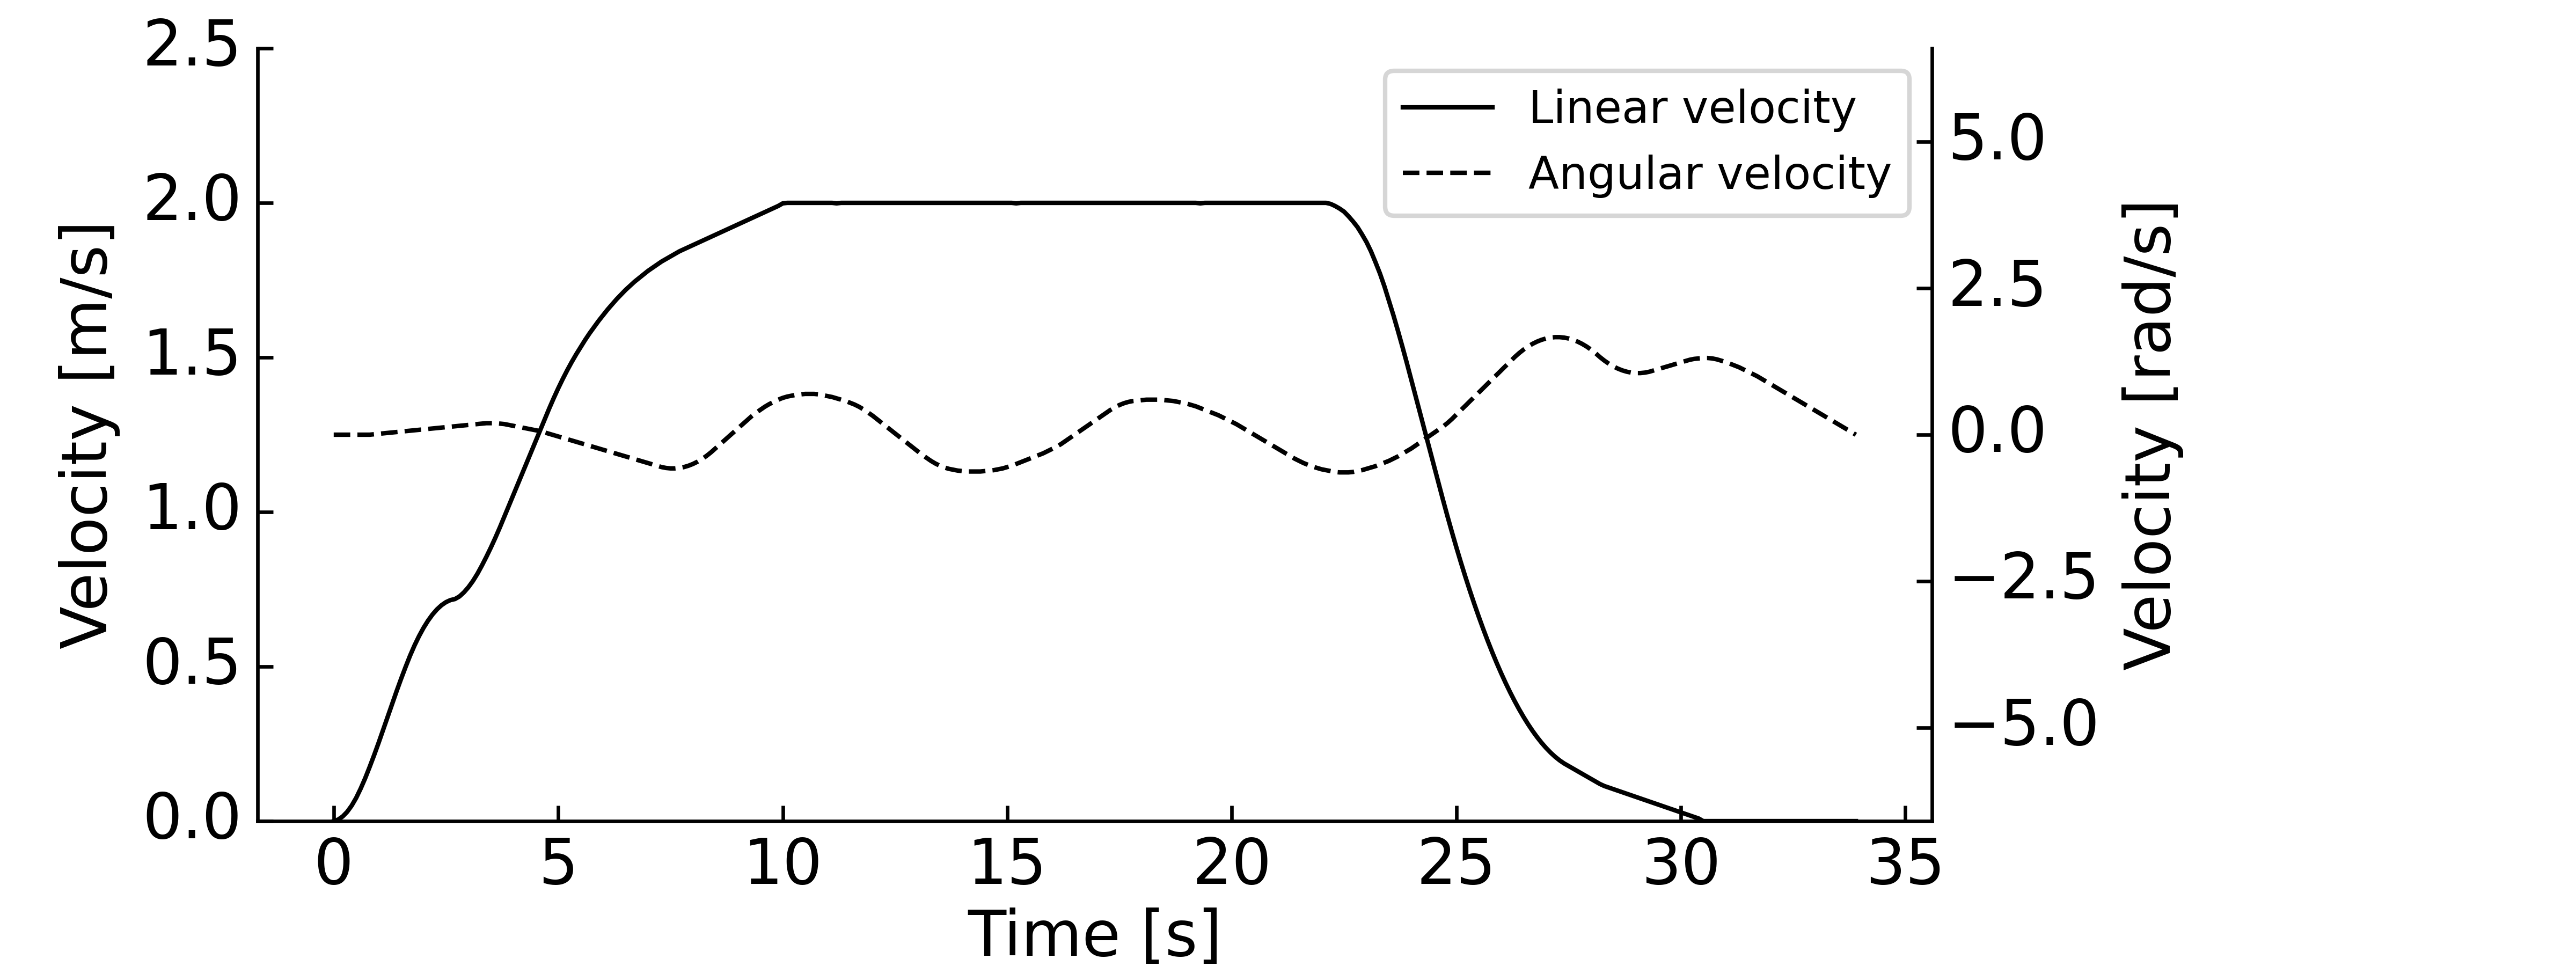 2.5
2.0
1.5
1.0
0.5
0.0
Velocity [m/s]
Linear velocity
Angular velocity
5.0
2.5
0.0
−2.5
−5.0
Velocity [rad/s]
0 5 10 15 20 25 30 35
Time [s]